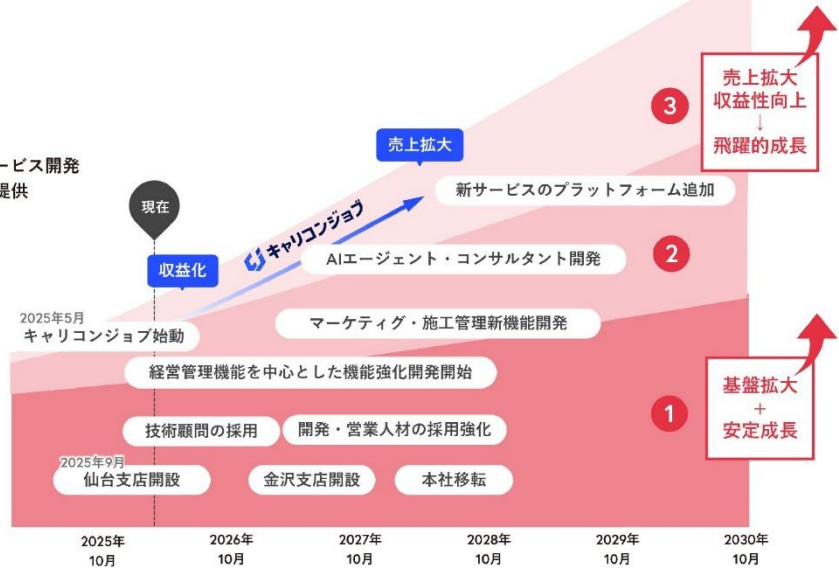 売上拡大
収益性向上
↓
飛躍的成長
3
売上拡大
ービス開発
提供
新サービスのプラットフォーム追加
現在
キャリコンジョブ
AIエージェント・コンサルタント開発
2
収益化
2025年5月
キャリコンジョブ始動
マーケティグ・施工管理新機能開発
経営管理機能を中心とした機能強化開発開始
基盤拡大
+
安定成長
1
技術顧問の採用
開発・営業人材の採用強化
2025年9月
仙台支店開設
金沢支店開設
本社移転
2025年
10月
2026年
10月
2027年
10月
2028年
10月
2029年
10月
2030年
10月